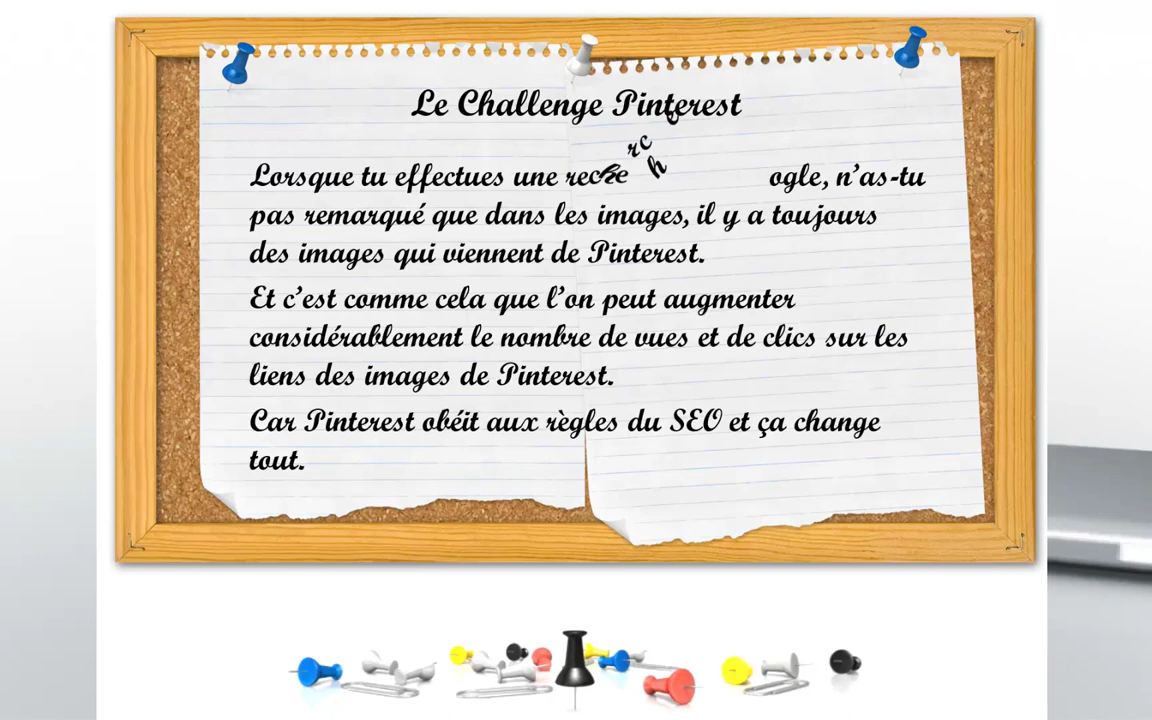 Le Challenge Pinterest
Lorsque tu effectues une ogle, n’as-tu
pas remarqué que dans les images, il y a toujours
des images qui viennent de Pinterest.
Et c’est comme cela que l’on peut augmenter
considérablement le nombre de vues et de clics sur les
liens des images de Pinterest.
Car Pinterest obéit aux règles du SEO et ça change
tout.